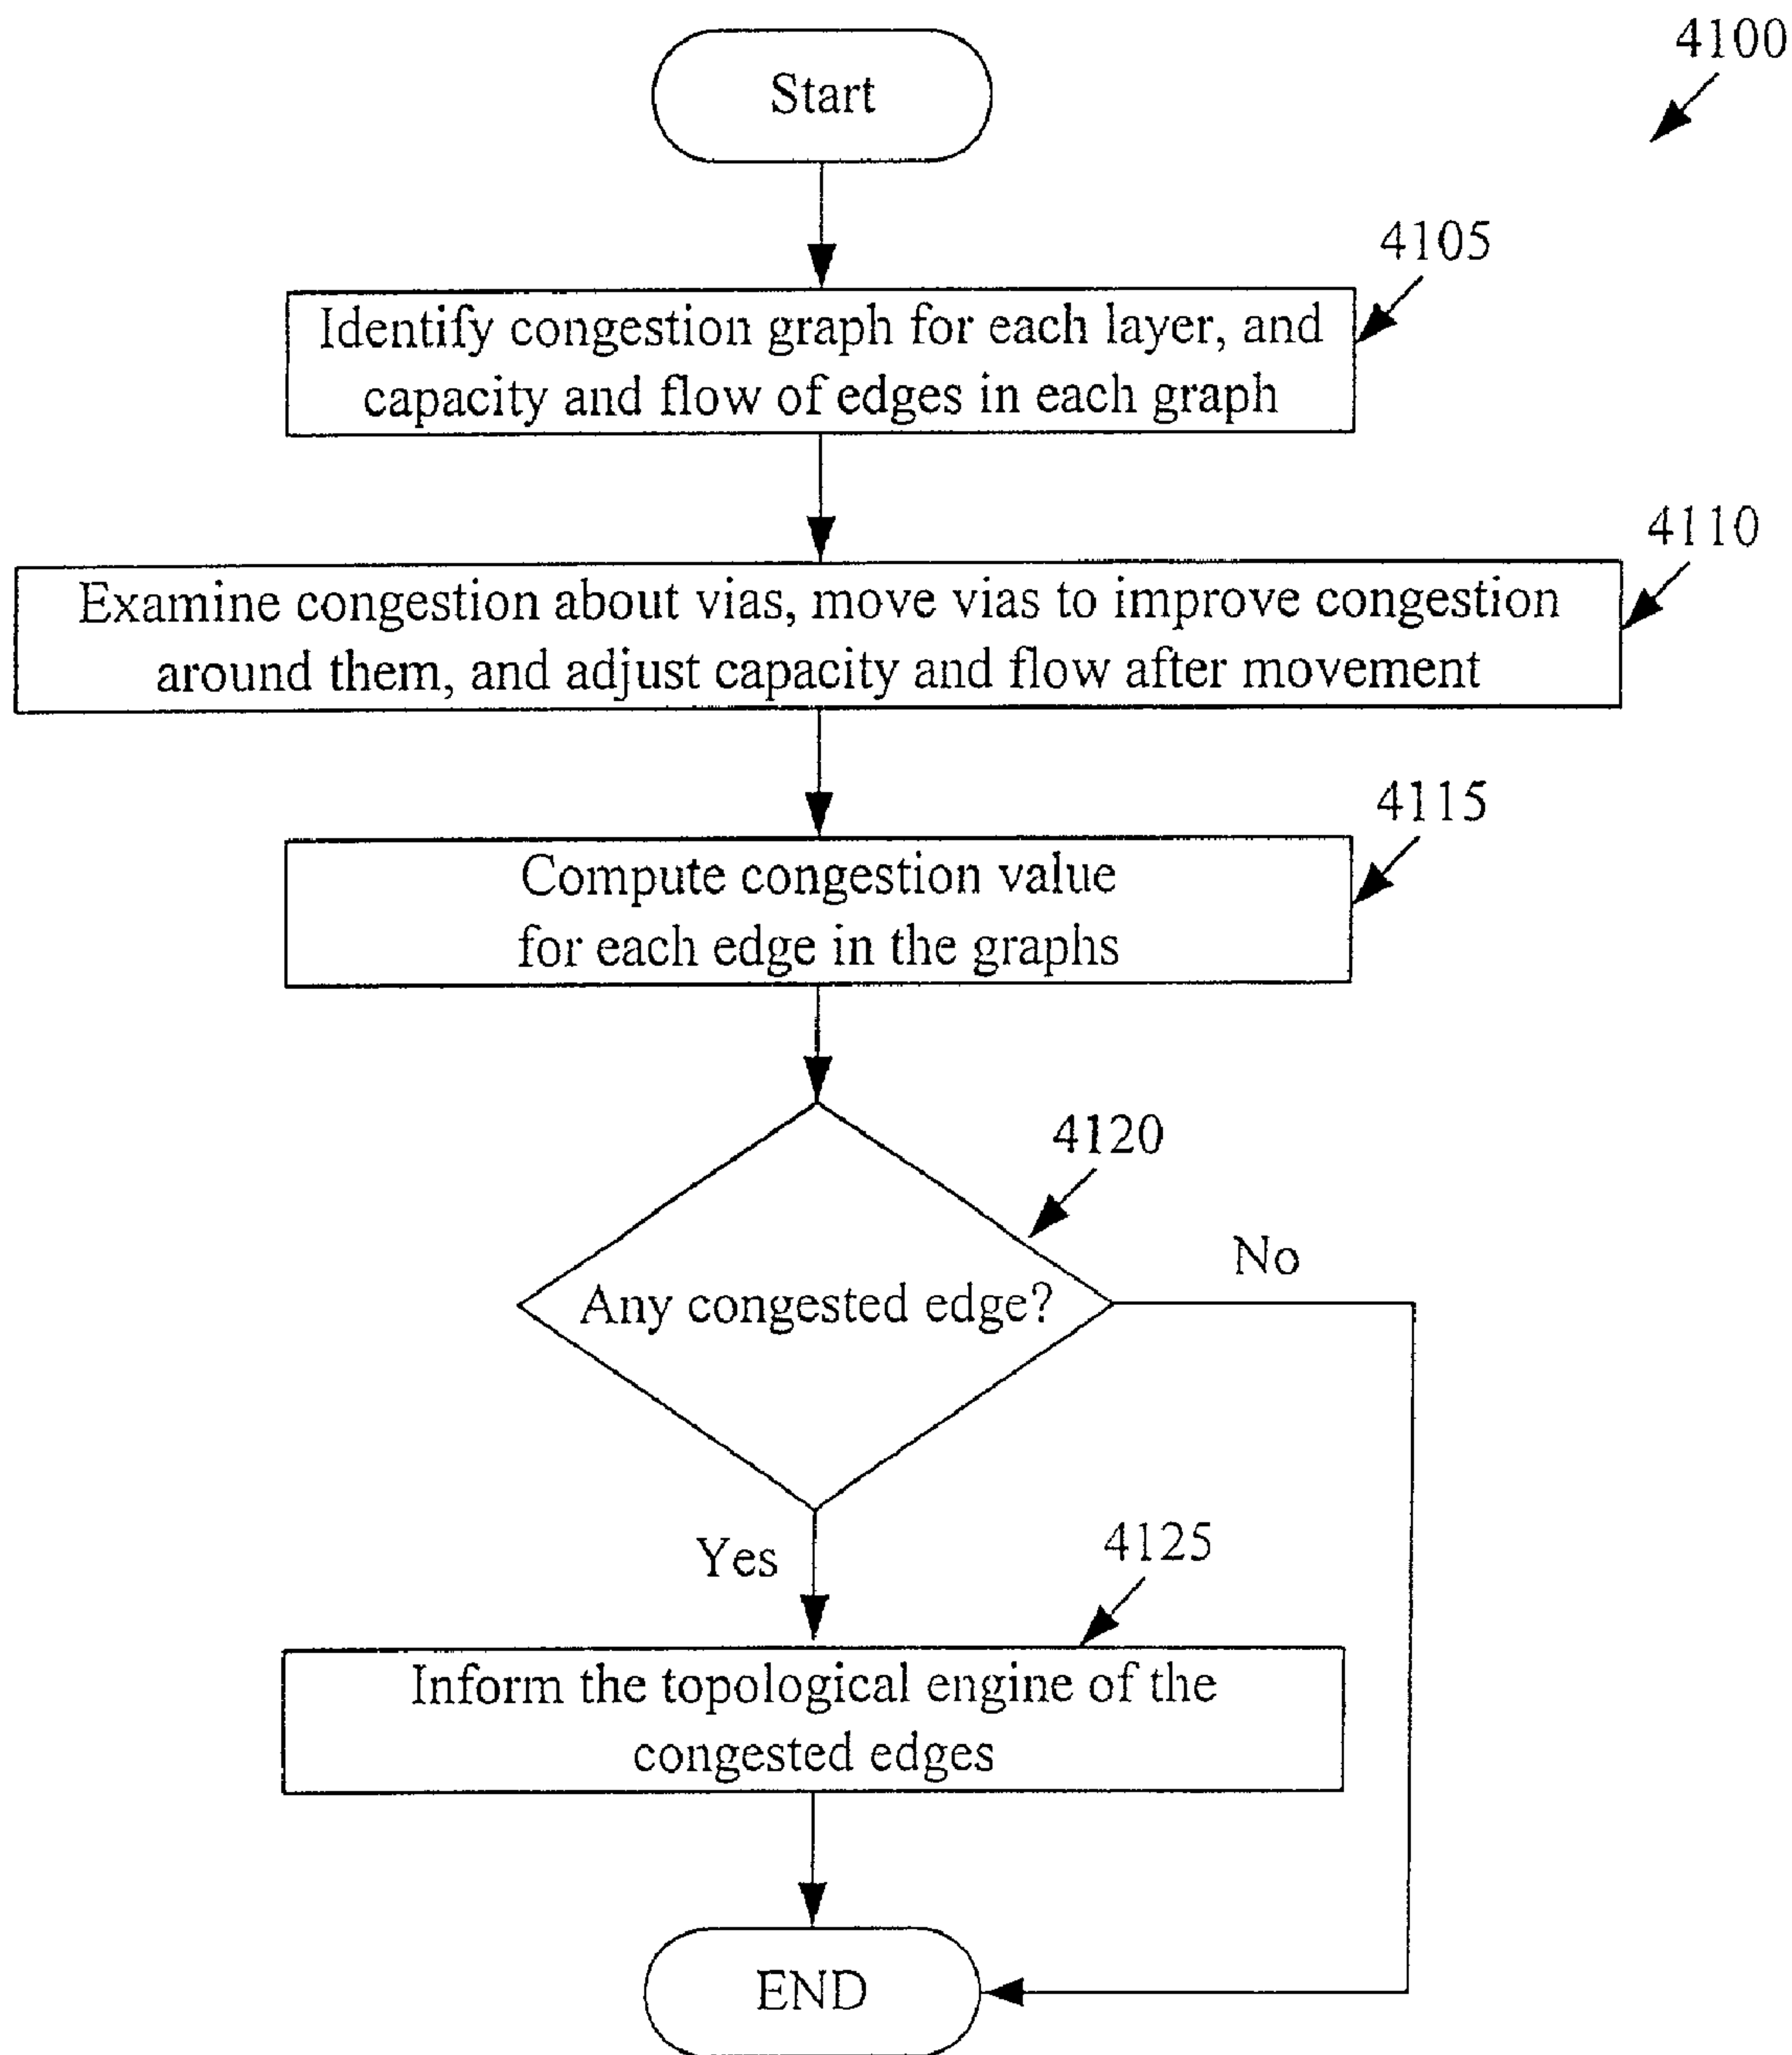 4100
Start
4105
Identify congestion graph for each layer, and
capacity and flow of edges in each graph
4110
Examine congestion about vias, move vias to improve congestion
around them, and adjust capacity and flow after movement
4115
Compute congestion value
for each edge in the graphs
4120
No
Any congested edge?
Yes
4125
Inform the topological engine of the
congested edges
END